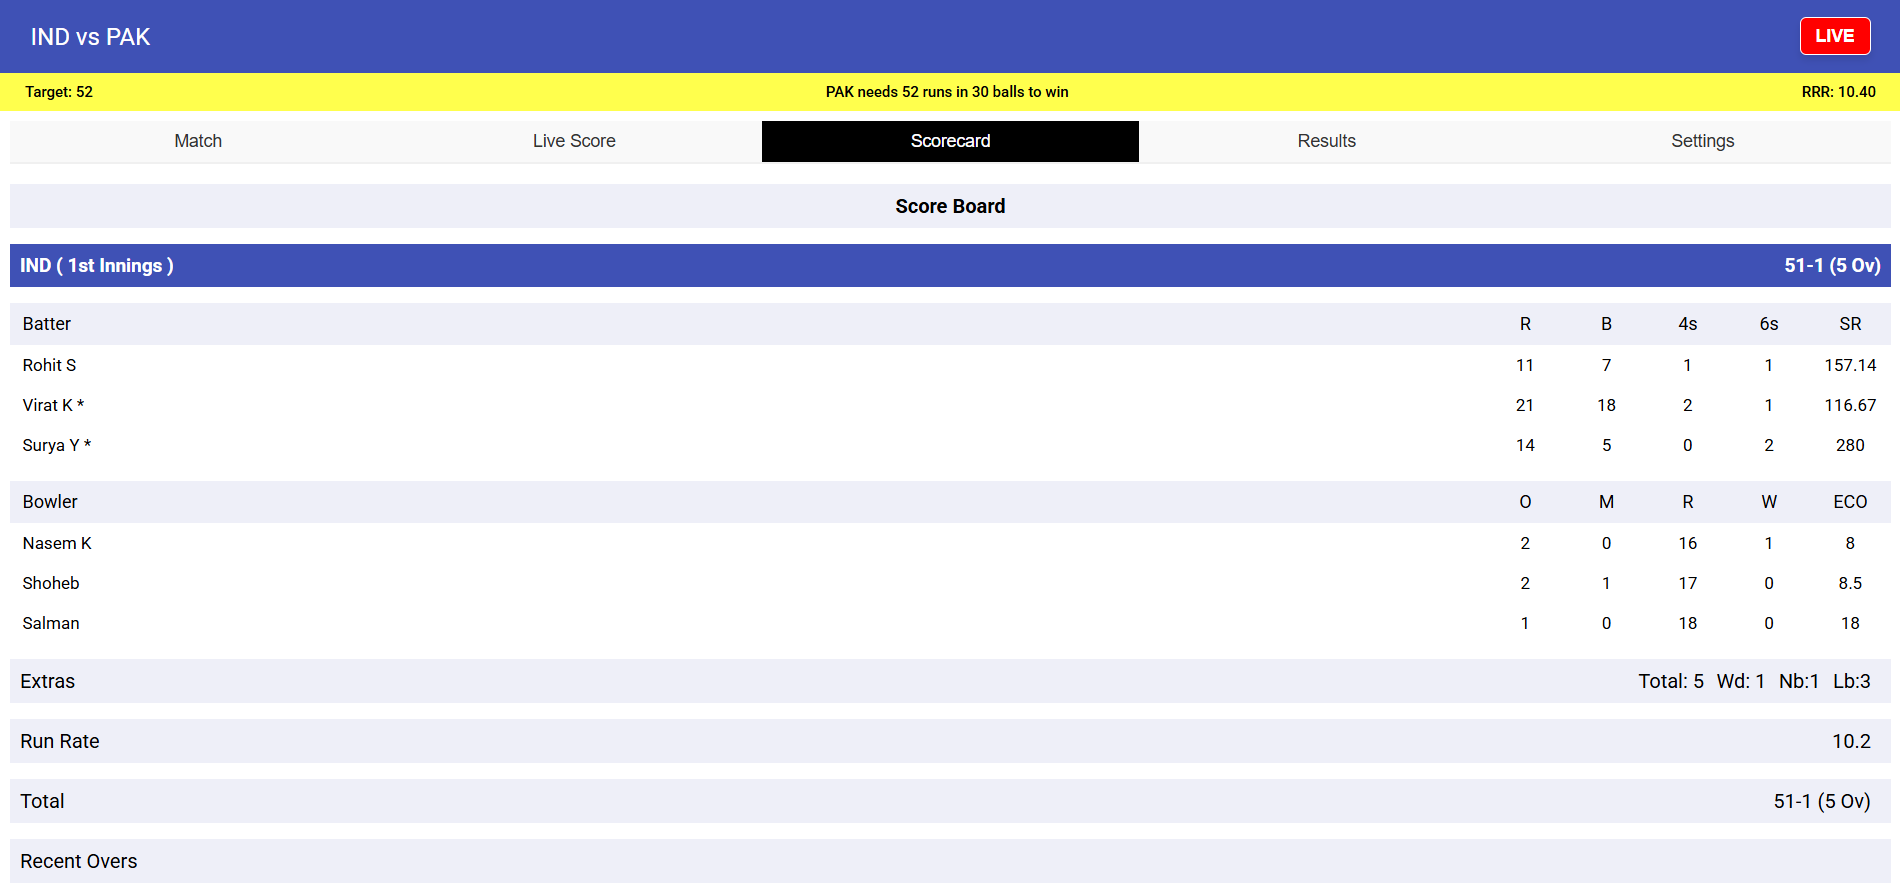 IND vs PAK LIVE
Target: 52 PAK needs 52 runs in 30 balls to win RRR: 10.40
Match Live Score Scorecard Results Settings
Score Board
IND ( 1st Innings ) 51-1 (5 Ov)
Batter R B 4s 6s SR
Rohit S 11 7 1 1 157.14
Virat K * 21 18 2 1 116.67
Surya Y * 14 5 0 2 280
Bowler O M R W ECO
Nasem K 2 0 16 1 8
Shoheb 2 1 17 0 8.5
Salman 1 0 18 0 18
Extras Total: 5 Wd: 1 Nb:1 Lb:3
Run Rate 10.2
Total 51-1 (5 Ov)
Recent Overs